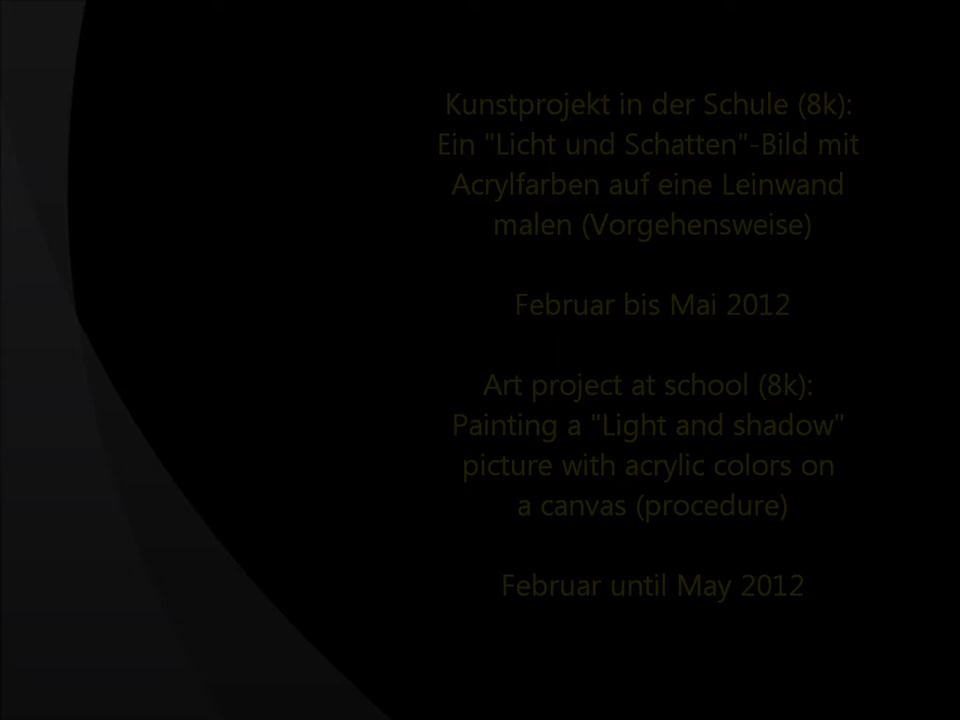 Kunstprojekt in der Schule (8k):
Ein "Licht und Schatten"-Bild mit
Acrylfarben auf eine Leinwand
malen (Vorgehensweise)
Februar bis Mai 2012
Art project at school (8k):
Painting a "Light and shadow"
picture with acrylic colors on
a canvas (procedure)
Februar until May 2012